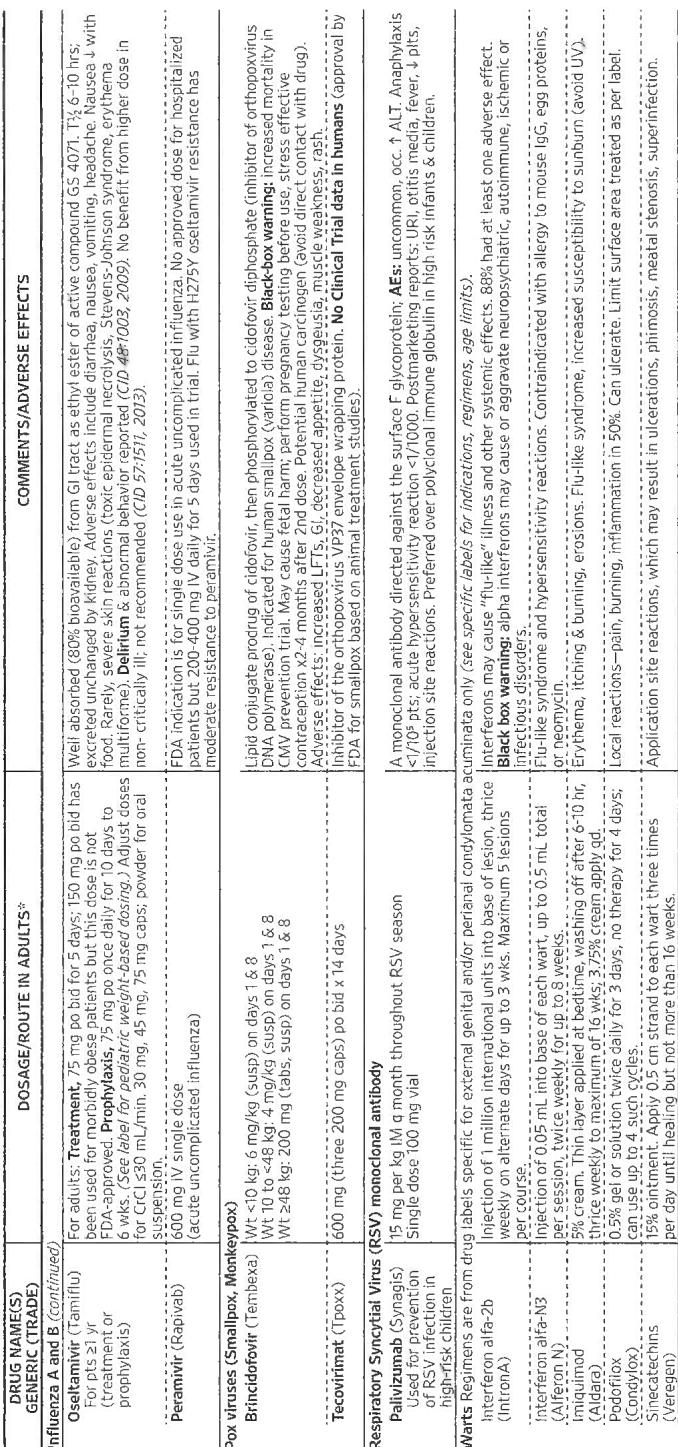 DRUG NAME(S)
GENERIC (TRADE)
DOSAGE/ROUTE IN ADULTS*
COMMENTS/ADVERSE EFFECTS
Influenza A and B (continued)
Oseltamivir (Tamiflu)
For pts ≥1 yr
(treatment or
prophylaxis)
For adults: Treatment, 75 mg po bid for 5 days; 150 mg po bid has
been used for morbidly obese patients but this dose is not
FDA-approved. Prophylaxis, 75 mg po once daily for 10 days to
6 wks. (See label for pediatric weight-based dosing.) Adjust doses
for CrCl ≤30 mL/min. 30 mg, 45 mg, 75 mg caps; powder for oral
suspension.
Well absorbed (80% bioavailable) from GI tract as ethyl ester of active compound GS 4071. T½ 6-10 hrs;
excreted unchanged by kidney. Adverse effects include diarrhea, nausea, vomiting, headache. Nausea ↓ with
food. Rarely, severe skin reactions (toxic epidermal necrolysis, Stevens-Johnson syndrome, erythema
multiforme). Delirium & abnormal behavior reported (CID 48:1003, 2009). No benefit from higher dose in
non- critically ill; not recommended (CID 57:1511, 2013).
Peramivir (Rapivab)
600 mg IV single dose
(acute uncomplicated influenza)
FDA indication is for single dose use in acute uncomplicated influenza. No approved dose for hospitalized
patients but 200-400 mg IV daily for 5 days used in trial. Flu with H275Y oseltamivir resistance has
moderate resistance to peramivir.
Pox viruses (Smallpox, Monkeypox)
Brincidofovir (Tembexa)
Wt <10 kg: 6 mg/kg (susp) on days 1 & 8
Wt 10 to <48 kg: 4 mg/kg (susp) on days 1 & 8
Wt ≥48 kg: 200 mg (tabs, susp) on days 1 & 8
Lipid conjugate prodrug of cidofovir, then phosphorylated to cidofovir diphosphate (inhibitor of orthopoxvirus
DNA polymerase). Indicated for human smallpox (variola) disease. Black-box warning: increased mortality in
CMV prevention trial. May cause fetal harm; perform pregnancy testing before use, stress effective
contraception x2-4 months after 2nd dose. Potential human carcinogen (avoid direct contact with drug).
Adverse effects: increased LFTs, GI, decreased appetite, dysgeusia, muscle weakness, rash.
Tecovirimat (Tpoxx)
600 mg (three 200 mg caps) po bid x 14 days
Inhibitor of the orthopoxvirus VP37 envelope wrapping protein. No Clinical Trial data in humans (approval by
FDA for smallpox based on animal treatment studies).
Respiratory Syncytial Virus (RSV) monoclonal antibody
Palivizumab (Synagis)
Used for prevention
of RSV infection in
high-risk children
15 mg per kg IM q month throughout RSV season
Single dose 100 mg vial
A monoclonal antibody directed against the surface F glycoprotein; AEs: uncommon, occ. ↑ ALT. Anaphylaxis
<1/10⁵ pts; acute hypersensitivity reaction <1/1000. Postmarketing reports: URI, otitis media, fever, ↓ plts,
injection site reactions. Preferred over polyclonal immune globulin in high risk infants & children.
Warts Regimens are from drug labels specific for external genital and/or perianal condylomata acuminata only (see specific labels for indications, regimens, age limits).
Interferon alfa-2b
(IntronA)
Injection of 1 million international units into base of lesion, thrice
weekly on alternate days for up to 3 wks. Maximum 5 lesions
per course.
Interferons may cause "flu-like" illness and other systemic effects. 88% had at least one adverse effect.
Black box warning: alpha interferons may cause or aggravate neuropsychiatric, autoimmune, ischemic or
infectious disorders.
Interferon alfa-N3
(Alferon N)
Injection of 0.05 mL into base of each wart, up to 0.5 mL total
per session, twice weekly for up to 8 weeks.
Flu-like syndrome and hypersensitivity reactions. Contraindicated with allergy to mouse IgG, egg proteins,
or neomycin.
Imiquimod
(Aldara)
5% cream. Thin layer applied at bedtime, washing off after 6-10 hr,
thrice weekly to maximum of 16 wks; 3.75% cream apply qd.
Erythema, itching & burning, erosions. Flu-like syndrome, increased susceptibility to sunburn (avoid UV).
Podofilox
(Condylox)
0.5% gel or solution twice daily for 3 days, no therapy for 4 days;
can use up to 4 such cycles.
Local reactions—pain, burning, inflammation in 50%. Can ulcerate. Limit surface area treated as per label.
Sinecatechins
(Veregen)
15% ointment. Apply 0.5 cm strand to each wart three times
per day until healing but not more than 16 weeks.
Application site reactions, which may result in ulcerations, phimosis, meatal stenosis, superinfection.